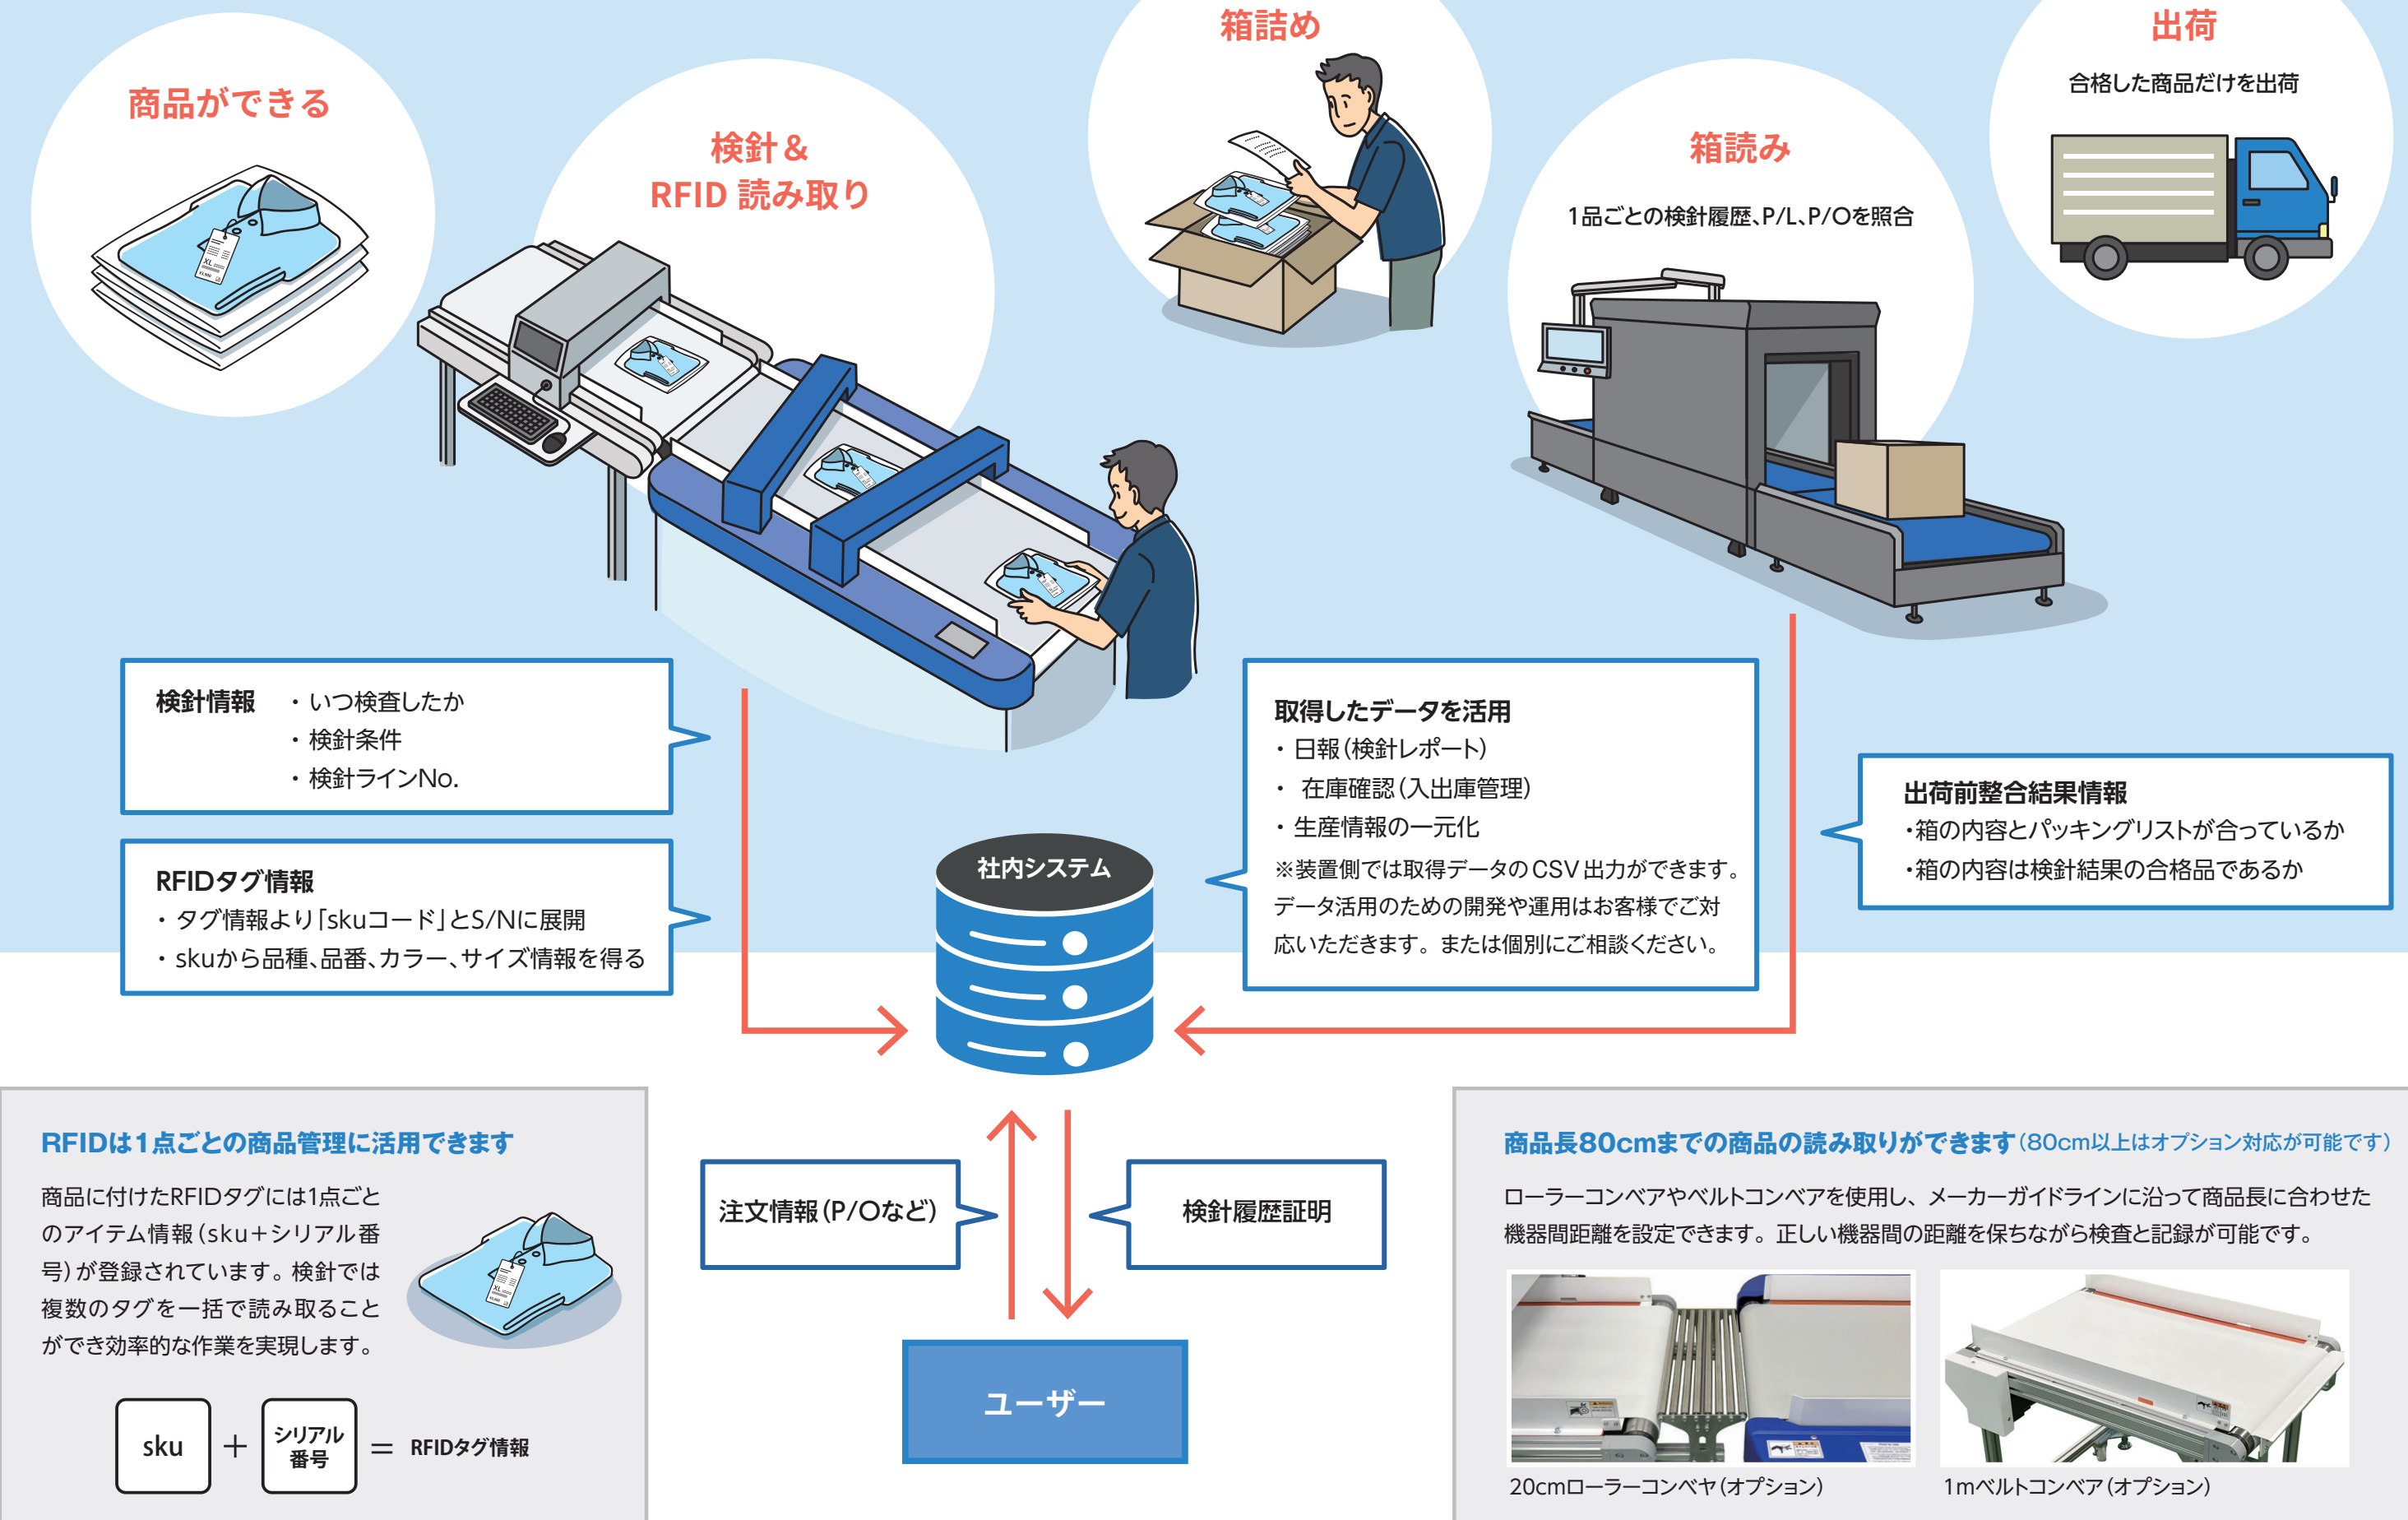 商品ができる
検針&
RFID 読み取り
箱詰め
箱読み
1品ごとの検針履歴、P/L、P/Oを照合
出荷
合格した商品だけを出荷
検針情報
・ いつ検査したか
・ 検針条件
・ 検針ラインNo.
RFIDタグ情報
・ タグ情報より「skuコード」とS/Nに展開
・ skuから品種、品番、カラー、サイズ情報を得る
取得したデータを活用
・ 日報（検針レポート）
・ 在庫確認（入出庫管理）
・ 生産情報の一元化
※装置側では取得データのCSV出力ができます。
データ活用のための開発や運用はお客様でご対
応いただきます。または個別にご相談ください。
出荷前整合結果情報
・箱の内容とパッキングリストが合っているか
・箱の内容は検針結果の合格品であるか
社内システム
注文情報（P/Oなど）
検針履歴証明
ユーザー
RFIDは1点ごとの商品管理に活用できます
商品に付けたRFIDタグには1点ごと
のアイテム情報（sku＋シリアル番
号）が登録されています。検針では
複数のタグを一括で読み取ること
ができ効率的な作業を実現します。
XL
sku
＋
シリアル
番号
＝ RFIDタグ情報
商品長80cmまでの商品の読み取りができます（80cm以上はオプション対応が可能です）
ローラーコンベアやベルトコンベアを使用し、メーカーガイドラインに沿って商品長に合わせた
機器間距離を設定できます。正しい機器間の距離を保ちながら検査と記録が可能です。
20cmローラーコンベヤ（オプション）
1mベルトコンベア（オプション）